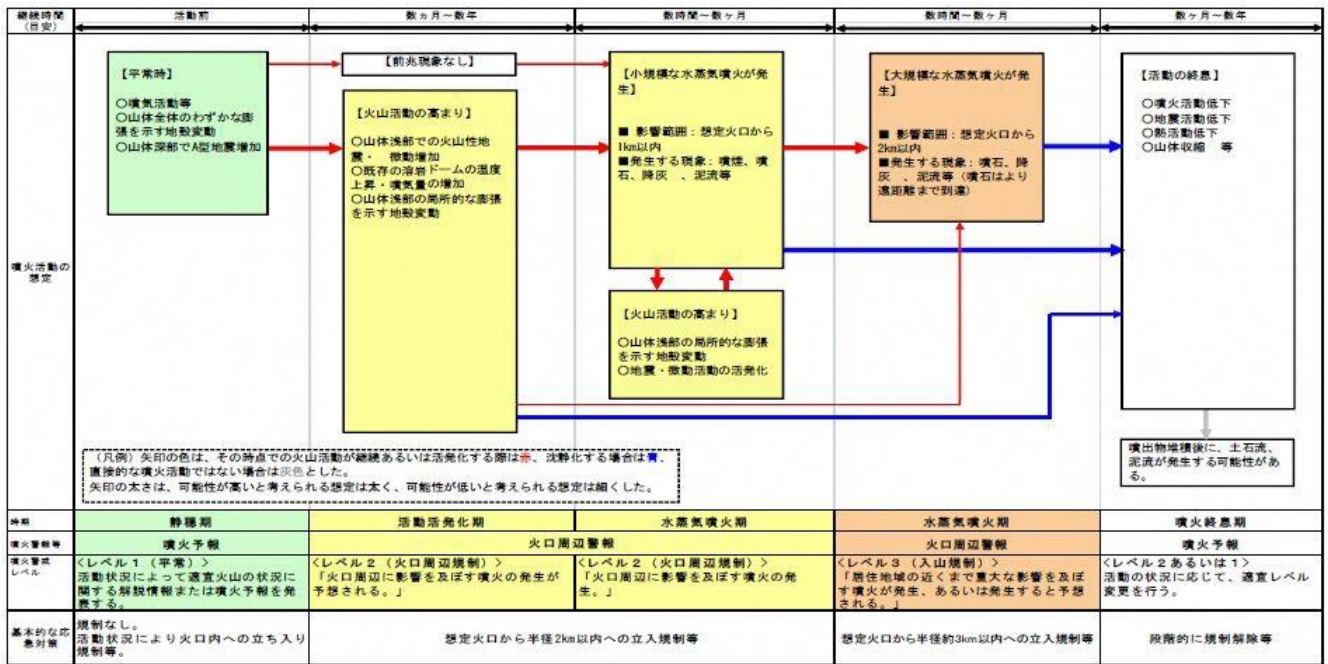 継続時間
(目安)
活動前
数ヵ月～数年
数時間～数ヶ月
数時間～数ヶ月
数ヶ月～数年
噴火活動の
想定
【平常時】
○噴気活動等
○山体全体のわずかな膨
張を示す地殻変動
○山体深部でA型地震増加
【前兆現象なし】
【火山活動の高まり】
○山体浅部での火山性地
震・ 微動増加
○既存の溶岩ドームの温度
上昇・噴気量の増加
○山体浅部の局所的な膨張
を示す地殻変動
【小規模な水蒸気噴火が発
生】
■ 影響範囲：想定火口から
1km以内
■発生する現象：噴煙、噴
石、降灰 、泥流等
【火山活動の高まり】
○山体浅部の局所的な膨張
を示す地殻変動
○地震・微動活動の活発化
【大規模な水蒸気噴火が発
生】
■ 影響範囲：想定火口から
2km以内
■発生する現象：噴石、降
灰 、泥流等（噴石はより
遠距離まで到達）
【活動の終息】
○噴火活動低下
○地震活動低下
○熱活動低下
○山体収縮 等
噴出物堆積後に、土石流、
泥流が発生する可能性があ
る。
（凡例）矢印の色は、その時点での火山活動が継続あるいは活発化する際は赤、沈静化する場合は青、
直接的な噴火活動ではない場合は灰色とした。
矢印の太さは、可能性が高いと考えられる想定は太く、可能性が低いと考えられる想定は細くした。
時期
静穏期
活動活発化期
水蒸気噴火期
水蒸気噴火期
噴火終息期
噴火警報等
噴火予報
火口周辺警報
火口周辺警報
噴火予報
噴火警戒
レベル
<レベル1（平常）>
活動状況によって適宜火山の状況に
関する解説情報または噴火予報を発
表する。
<レベル2（火口周辺規制）>
「火口周辺に影響を及ぼす噴火の発生が
予想される。」
<レベル2（火口周辺規制）>
「火口周辺に影響を及ぼす噴火の発
生。」
<レベル3（入山規制）>
「居住地域の近くまで重大な影響を及ぼ
す噴火が発生、あるいは発生すると予想
される。」
<レベル2あるいは1>
活動の状況に応じて、適宜レベル
変更を行う。
基本的な応
急対策
規制なし。
活動状況により火口内への立ち入り
規制等。
想定火口から半径2km以内への立入規制等
想定火口から半径約3km以内への立入規制等
段階的に規制解除等